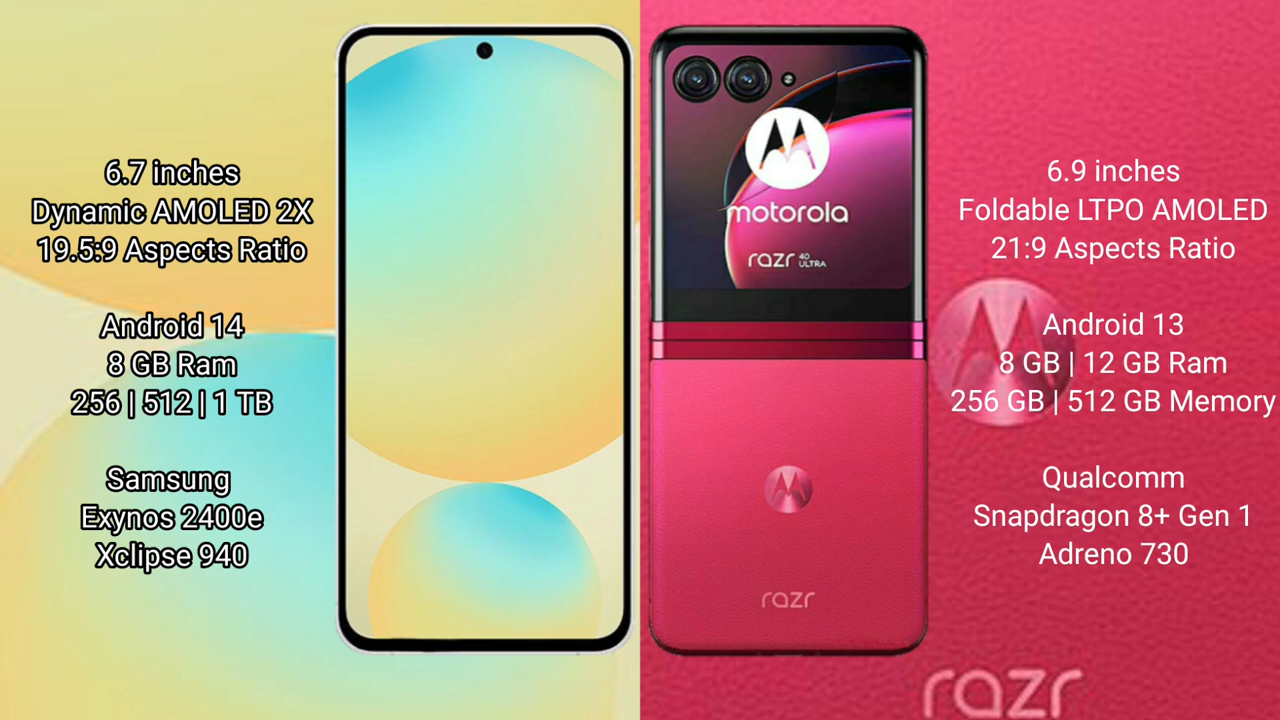 6.7 inches
Dynamic AMOLED 2X
19.5:9 Aspects Ratio
Android 14
8 GB Ram
256 | 512 | 1 TB
Samsung
Exynos 2400e
Xclipse 940
motorola
razr 40 ULTRA
razr
6.9 inches
Foldable LTPO AMOLED
21:9 Aspects Ratio
Android 13
8 GB | 12 GB Ram
256 GB | 512 GB Memory
Qualcomm
Snapdragon 8+ Gen 1
Adreno 730
razr